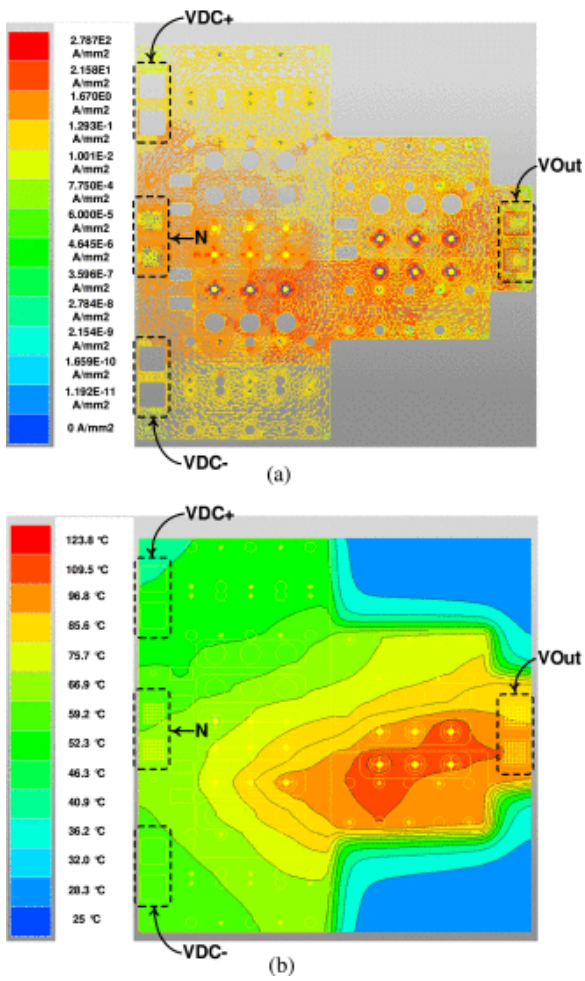 VDC+
2.787E2
A/mm2
2.158E1
A/mm2
1.670E0
A/mm2
1.293E-1
A/mm2
1.001E-2
A/mm2
7.750E-4
A/mm2
6.000E-5
A/mm2
4.645E-6
A/mm2
3.596E-7
A/mm2
2.784E-8
A/mm2
2.154E-9
A/mm2
1.659E-10
A/mm2
1.192E-11
A/mm2
0 A/mm2
VOut
N
VDC-
(a)
VDC+
123.8 °C
109.5 °C
96.8 °C
85.6 °C
75.7 °C
66.9 °C
59.2 °C
52.3 °C
46.3 °C
40.9 °C
36.2 °C
32.0 °C
28.3 °C
25 °C
VOut
N
VDC-
(b)